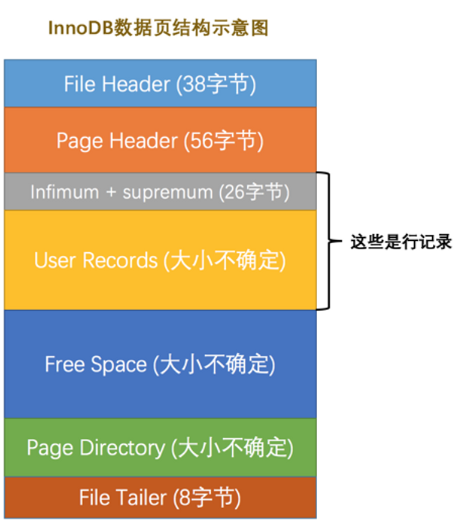 InnoDB数据页结构示意图
File Header (38字节)
Page Header (56字节)
Infimum + supremum (26字节)
这些是行记录
User Records (大小不确定)
Free Space (大小不确定)
Page Directory (大小不确定)
File Tailer (8字节)